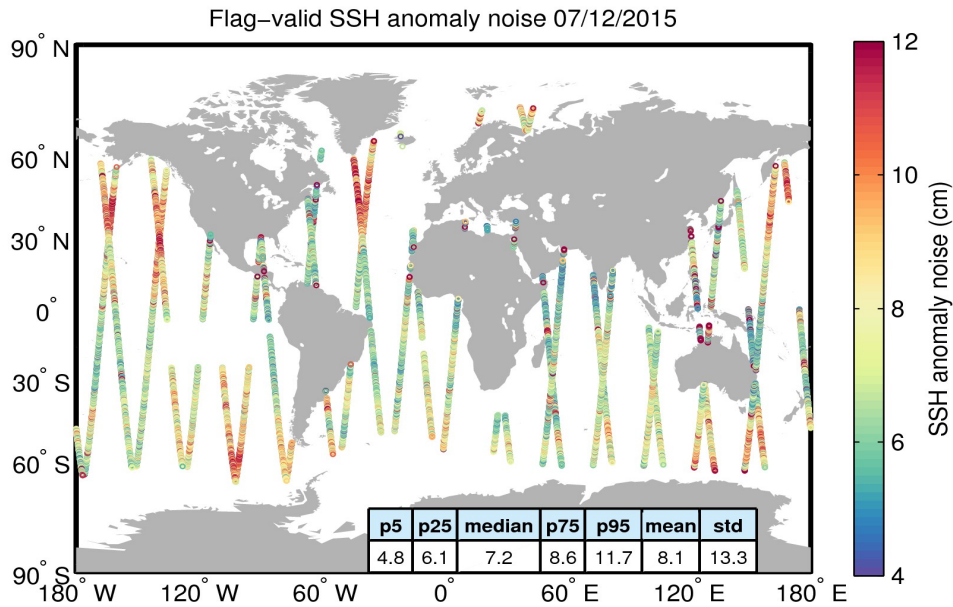 Flag−valid SSH anomaly noise 07/12/2015
90° N
60° N
30° N
0°
30° S
60° S
90° S
180° W
120° W
60° W
0°
60° E
120° E
180° E
p5 p25 median p75 p95 mean std
4.8 6.1 7.2 8.6 11.7 8.1 13.3
12
10
8
6
4
SSH anomaly noise (cm)